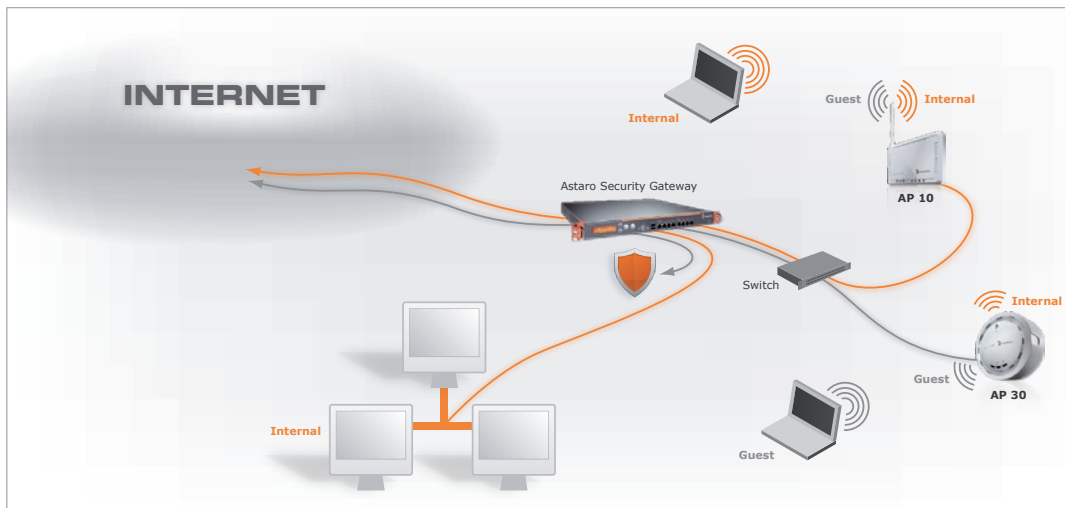 INTERNET
Internal
Guest
Internal
AP 10
Astaro Security Gateway
Switch
Internal
Guest
AP 30
Internal
Guest